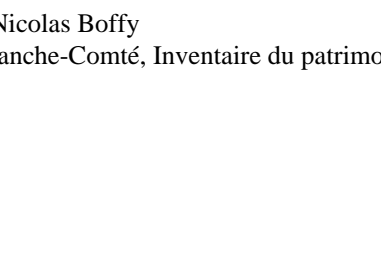 Nicolas Boffy
anche-Comté, Inventaire du patrimo